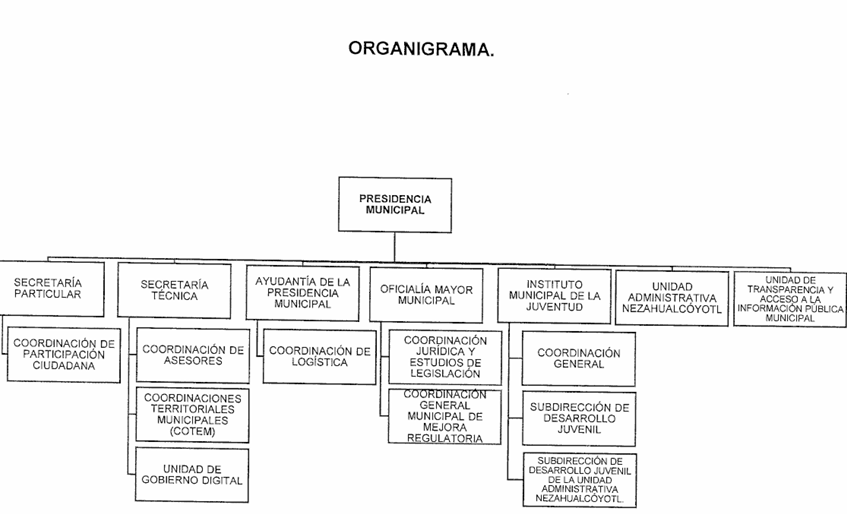 ORGANIGRAMA.
PRESIDENCIA
MUNICIPAL
SECRETARÍA
PARTICULAR
SECRETARÍA
TÉCNICA
AYUDANTÍA DE LA
PRESIDENCIA
MUNICIPAL
OFICIALÍA MAYOR
MUNICIPAL
INSTITUTO
MUNICIPAL DE LA
JUVENTUD
UNIDAD
ADMINISTRATIVA
NEZAHUALCÓYOTL
UNIDAD DE
TRANSPARENCIA Y
ACCESO A LA
INFORMACIÓN PÚBLICA
MUNICIPAL
COORDINACIÓN DE
PARTICIPACIÓN
CIUDADANA
COORDINACIÓN DE
ASESORES
COORDINACIONES
TERRITORIALES
MUNICIPALES
(COTEM)
UNIDAD DE
GOBIERNO DIGITAL
COORDINACIÓN DE
LOGÍSTICA
COORDINACIÓN
JURÍDICA Y
ESTUDIOS DE
LEGISLACIÓN
COORDINACIÓN
GENERAL
MUNICIPAL DE
MEJORA
REGULATORIA
COORDINACIÓN
GENERAL
SUBDIRECCIÓN DE
DESARROLLO
JUVENIL
SUBDIRECCIÓN DE
DESARROLLO JUVENIL
DE LA UNIDAD
ADMINISTRATIVA
NEZAHUALCÓYOTL.